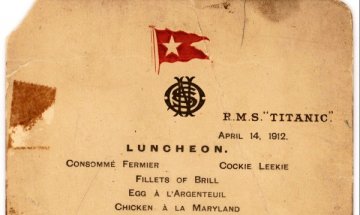 R.M.S. "TITANIC."
APRIL 14, 1912.
LUNCHEON.
CONSOMMÉ FERMIER COCKIE LEEKIE
FILLETS OF BRILL
EGG À L'ARGENTEUIL
CHICKEN À LA MARYLAND